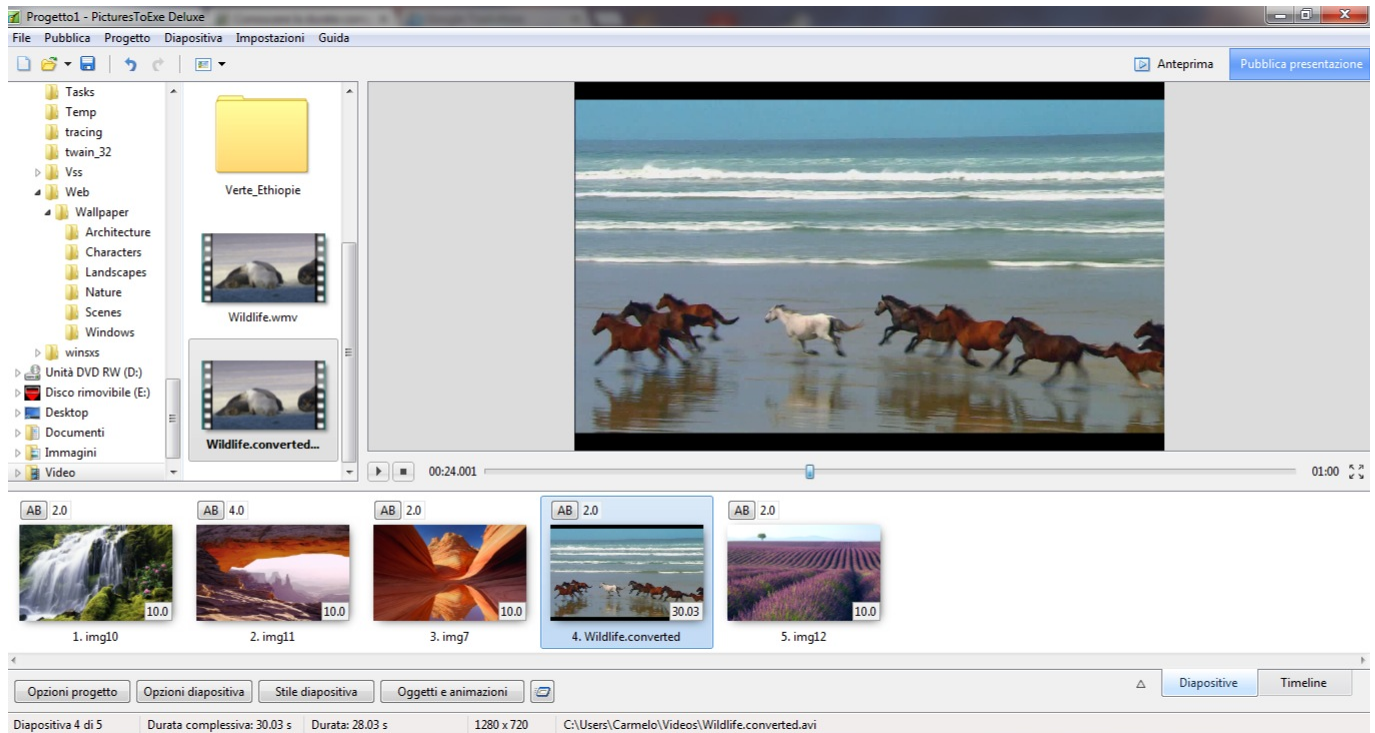 Progetto1 - PicturesToExe Deluxe
File Pubblica Progetto Diapositiva Impostazioni Guida
Anteprima Pubblica presentazione
Tasks
Temp
tracing
twain_32
Vss
Web
Wallpaper
Architecture
Characters
Landscapes
Nature
Scenes
Windows
winsxs
Unità DVD RW (D:)
Disco rimovibile (E:)
Desktop
Documenti
Immagini
Video
Verte_Ethiopie
Wildlife.wmv
Wildlife.converted...
00:24.001 01:00
AB 2.0 AB 4.0 AB 2.0 AB 2.0 AB 2.0
10.0 10.0 10.0 30.03 10.0
1. img10 2. img11 3. img7 4. Wildlife.converted 5. img12
Opzioni progetto Opzioni diapositiva Stile diapositiva Oggetti e animazioni Diapositive Timeline
Diapositiva 4 di 5 Durata complessiva: 30.03 s Durata: 28.03 s 1280 x 720 C:\Users\Carmelo\Videos\Wildlife.converted.avi